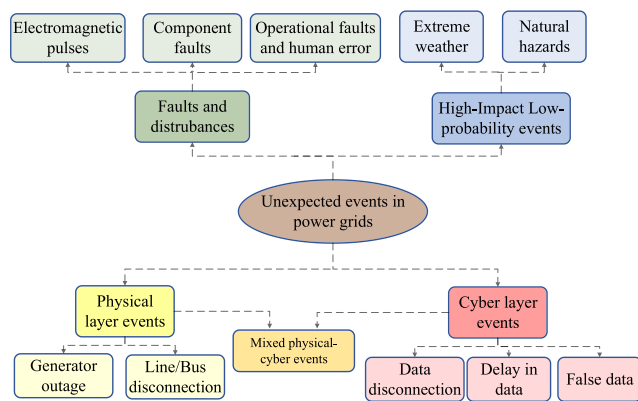 Electromagnetic
pulses
Component
faults
Operational faults
and human error
Extreme
weather
Natural
hazards
Faults and
distrubances
High-Impact Low-
probability events
Unexpected events in
power grids
Physical
layer events
Cyber layer
events
Mixed physical-
cyber events
Generator
outage
Line/Bus
disconnection
Data
disconnection
Delay in
data
False data